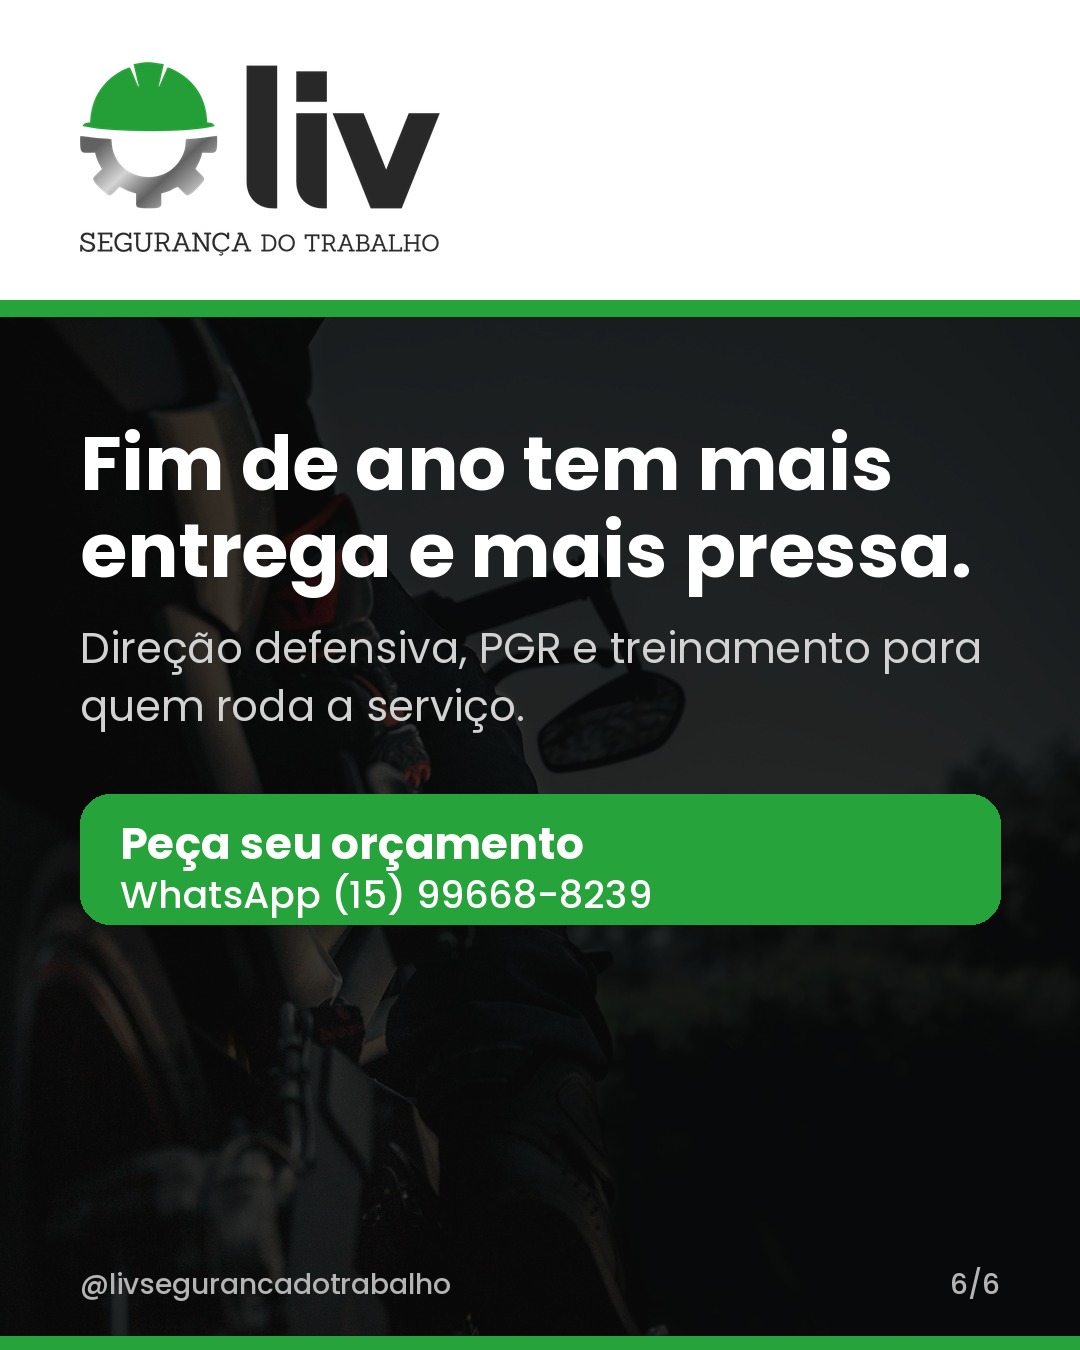 liv
SEGURANÇA DO TRABALHO
Fim de ano tem mais
entrega e mais pressa.
Direção defensiva, PGR e treinamento para
quem roda a serviço.
Peça seu orçamento
WhatsApp (15) 99668-8239
@livsegurancadotrabalho
6/6